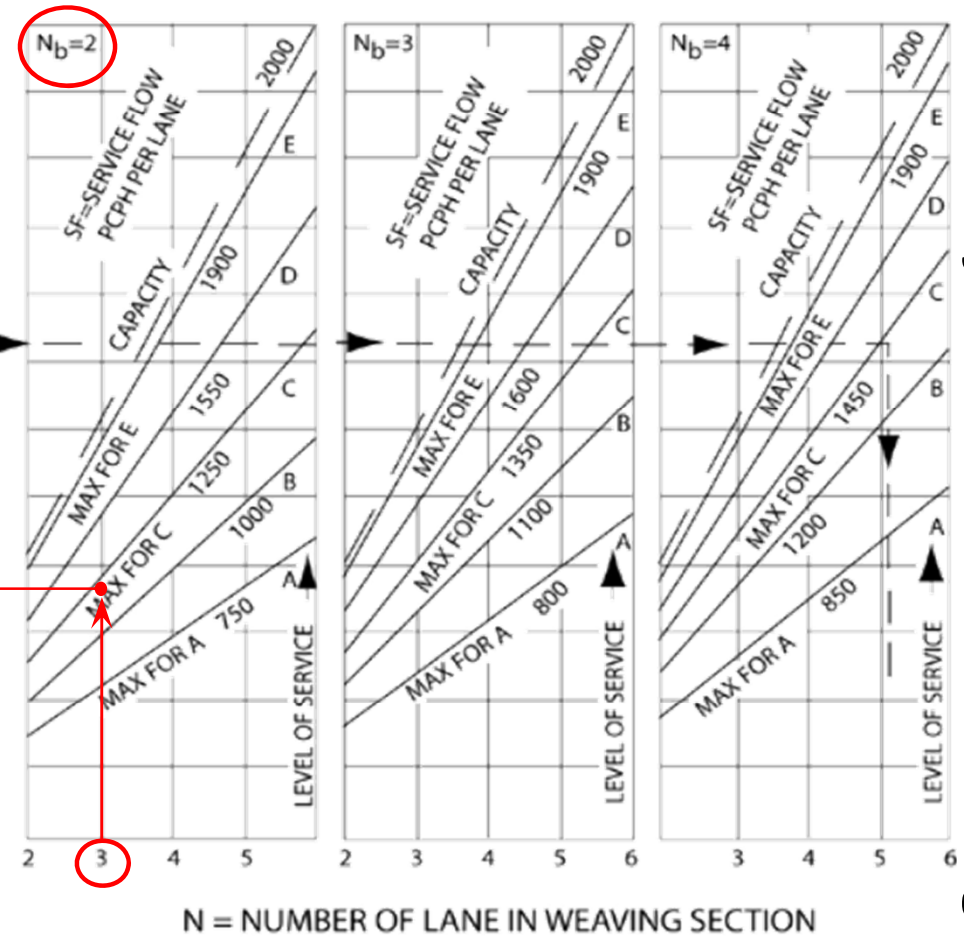 Nb=2
2000
SF=SERVICE FLOW
PCPH PER LANE
E
CAPACITY
1900
D
MAX FOR E
1550
C
1250
B
1000
MAX FOR C
A
750
MAX FOR A
LEVEL OF SERVICE
2 3 4 5
Nb=3
2000
SF=SERVICE FLOW
PCPH PER LANE
E
1900
CAPACITY
D
C
MAX FOR E
1600
B
1350
1100
MAX FOR C
A
800
MAX FOR A
LEVEL OF SERVICE
2 3 4 5 6
Nb=4
2000
SF=SERVICE FLOW
PCPH PER LANE
E
1900
D
CAPACITY
C
MAX FOR E
B
1450
MAX FOR C
1200
A
850
MAX FOR A
LEVEL OF SERVICE
3 4 5 6
N = NUMBER OF LANE IN WEAVING SECTION